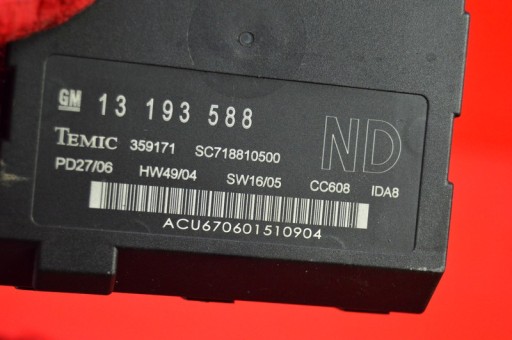 GM 13 193 588
TEMIC 359171 SC718810500 ND
PD27/06 HW49/04 SW16/05 CC608 IDA8
ACU670601510904